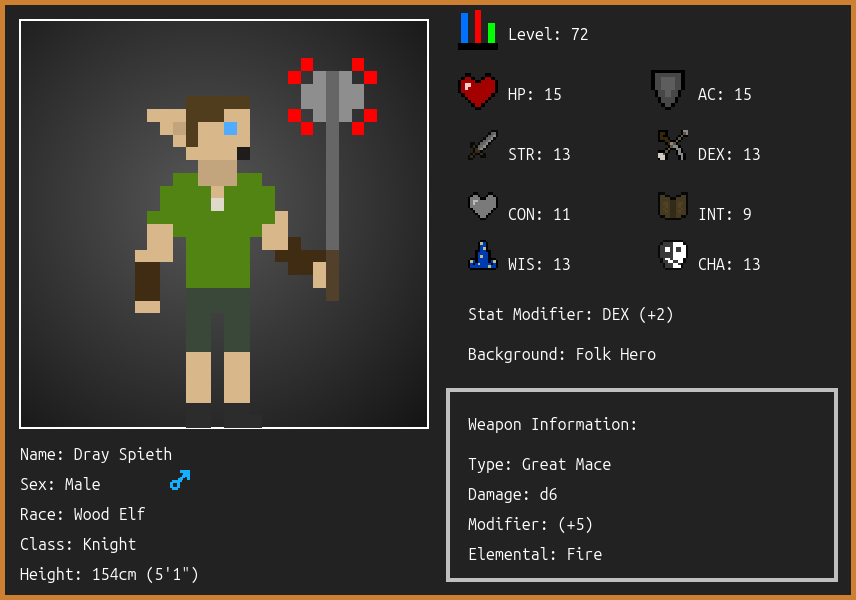 Level: 72
HP: 15
AC: 15
STR: 13
DEX: 13
CON: 11
INT: 9
WIS: 13
CHA: 13
Stat Modifier: DEX (+2)
Background: Folk Hero
Weapon Information:
Type: Great Mace
Damage: d6
Modifier: (+5)
Elemental: Fire
Name: Dray Spieth
Sex: Male
Race: Wood Elf
Class: Knight
Height: 154cm (5'1")